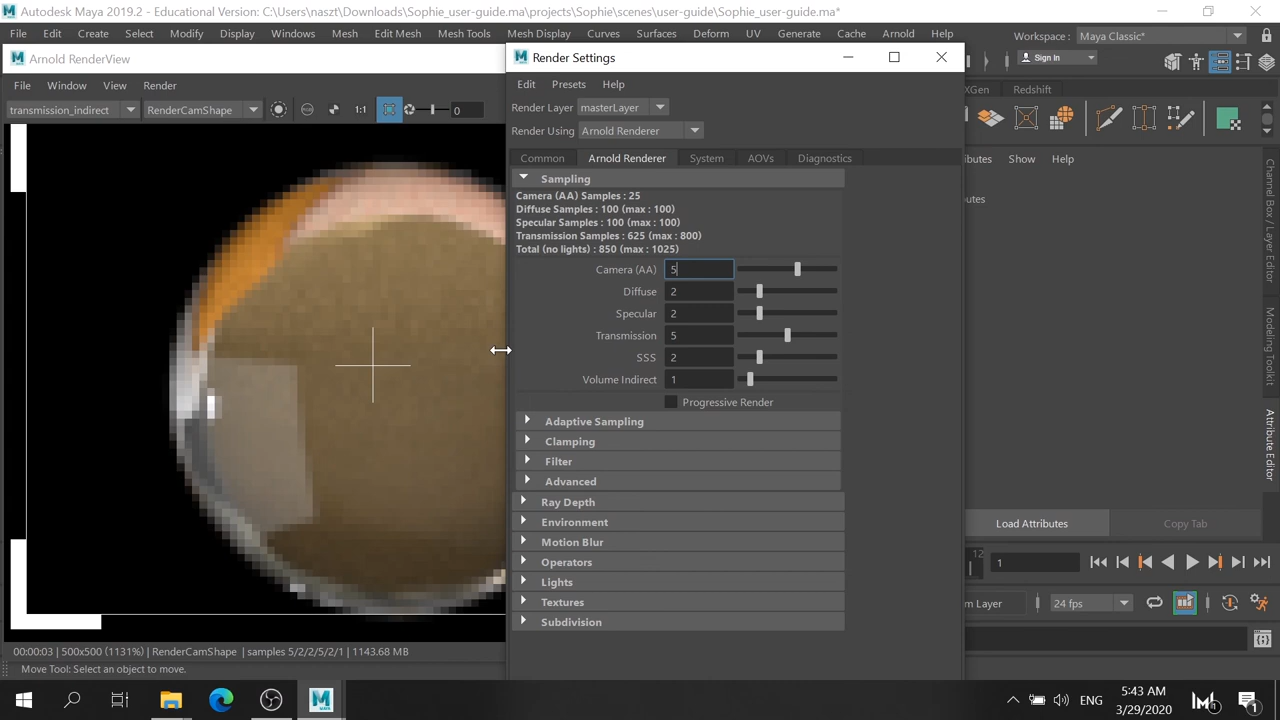 Autodesk Maya 2019.2 - Educational Version: C:\Users\naszt\Downloads\Sophie_user-guide.ma\projects\Sophie\scenes\user-guide\Sophie_user-guide.ma*
File Edit Create Select Modify Display Windows Mesh Edit Mesh Mesh Tools Mesh Display Curves Surfaces Deform UV Generate Cache Arnold Help
Workspace : Maya Classic*
Arnold RenderView
Render Settings
Sign In
File Window View Render
Edit Presets Help
XGen Redshift
transmission_indirect RenderCamShape 1:1 0
Render Layer masterLayer
Render Using Arnold Renderer
Common Arnold Renderer System AOVs Diagnostics
Show Help
Sampling
Camera (AA) Samples : 25
Diffuse Samples : 100 (max : 100)
Specular Samples : 100 (max : 100)
Transmission Samples : 625 (max : 800)
Total (no lights) : 850 (max : 1025)
Camera (AA) 5
Diffuse 2
Specular 2
Transmission 5
SSS 2
Volume Indirect 1
Progressive Render
Adaptive Sampling
Clamping
Filter
Advanced
Ray Depth
Environment
Motion Blur
Operators
Lights
Textures
Subdivision
Channel Box / Layer Editor
Modeling Toolkit
Attribute Editor
Load Attributes Copy Tab
12
1
24 fps
00:00:03 | 500x500 (1131%) | RenderCamShape | samples 5/2/2/5/2/1 | 1143.68 MB
Move Tool: Select an object to move.
ENG
5:43 AM
3/29/2020
1
1